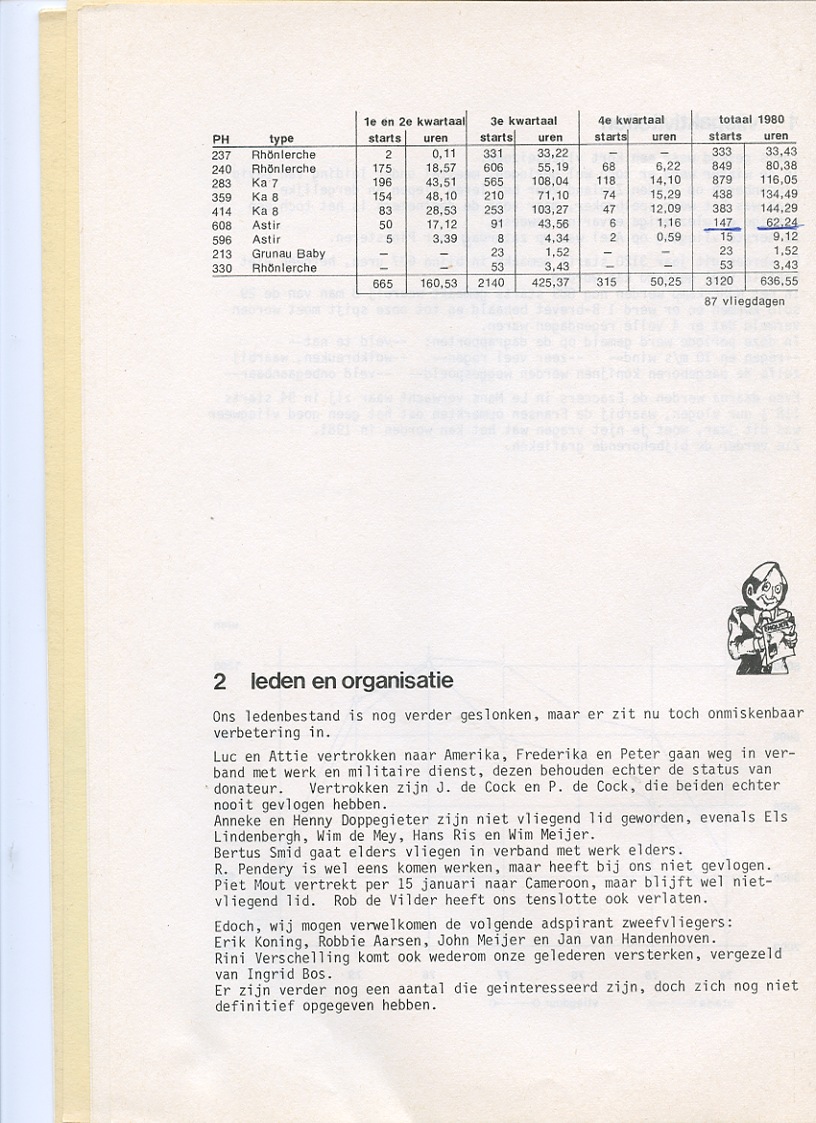 1e en 2e kwartaal 3e kwartaal 4e kwartaal totaal 1980
PH type starts uren starts uren starts uren starts uren
237 Rhönlerche 2 0,11 331 33,22 — — 333 33,43
240 Rhönlerche 175 18,57 606 55,19 68 6,22 849 80,38
283 Ka 7 196 43,51 565 108,04 118 14,10 879 116,05
359 Ka 8 154 48,10 210 71,10 74 15,29 438 134,49
414 Ka 8 83 28,53 253 103,27 47 12,09 383 144,29
608 Astir 50 17,12 91 43,56 6 1,16 147 62,24
596 Astir 5 3,39 8 4,34 2 0,59 15 9,12
213 Grunau Baby — — 23 1,52 — — 23 1,52
330 Rhönlerche — — 53 3,43 — — 53 3,43
665 160,53 2140 425,37 315 50,25 3120 636,55
87 vliegdagen
ENQUETE
2 leden en organisatie
Ons ledenbestand is nog verder geslonken, maar er zit nu toch onmiskenbaar
verbetering in.
Luc en Attie vertrokken naar Amerika, Frederika en Peter gaan weg in ver-
band met werk en militaire dienst, dezen behouden echter de status van
donateur. Vertrokken zijn J. de Cock en P. de Cock, die beiden echter
nooit gevlogen hebben.
Anneke en Henny Doppegieter zijn niet vliegend lid geworden, evenals Els
Lindenbergh, Wim de Mey, Hans Ris en Wim Meijer.
Bertus Smid gaat elders vliegen in verband met werk elders.
R. Pendery is wel eens komen werken, maar heeft bij ons niet gevlogen.
Piet Mout vertrekt per 15 januari naar Cameroon, maar blijft wel niet-
vliegend lid. Rob de Vilder heeft ons tenslotte ook verlaten.
Edoch, wij mogen verwelkomen de volgende adspirant zweefvliegers:
Erik Koning, Robbie Aarsen, John Meijer en Jan van Handenhoven.
Rini Verschelling komt ook wederom onze gelederen versterken, vergezeld
van Ingrid Bos.
Er zijn verder nog een aantal die geinteresseerd zijn, doch zich nog niet
definitief opgegeven hebben.